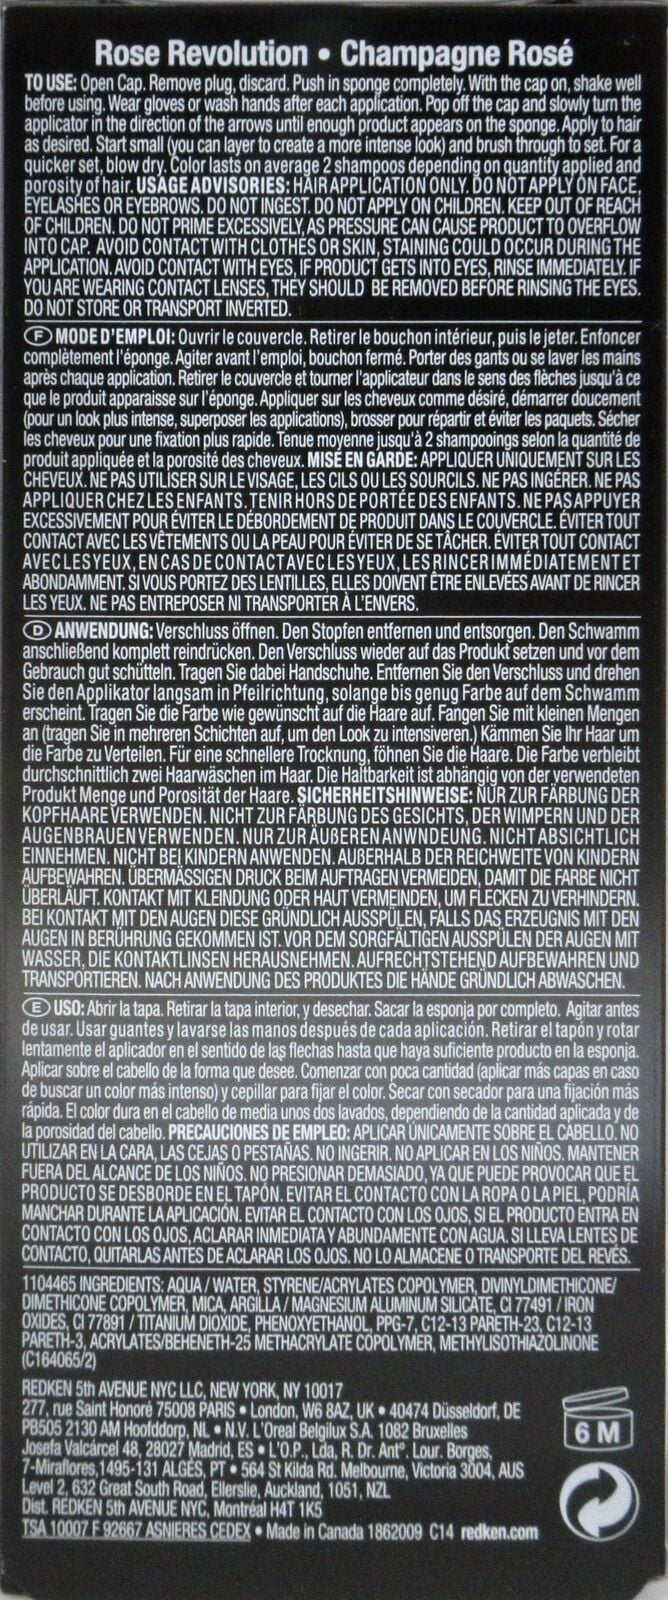 Rose Revolution • Champagne Rosé
TO USE: Open Cap. Remove plug, discard. Push in sponge completely. With the cap on, shake well
before using. Wear gloves or wash hands after each application. Pop off the cap and slowly turn the
applicator in the direction of the arrows until enough product appears on the sponge. Apply to hair
as desired. Start small (you can layer to create a more intense look) and brush through to set. For a
quicker set, blow dry. Color lasts on average 2 shampoos depending on quantity applied and
porosity of hair. USAGE ADVISORIES: HAIR APPLICATION ONLY. DO NOT APPLY ON FACE,
EYELASHES OR EYEBROWS. DO NOT INGEST. DO NOT APPLY ON CHILDREN. KEEP OUT OF REACH
OF CHILDREN. DO NOT PRIME EXCESSIVELY, AS PRESSURE CAN CAUSE PRODUCT TO OVERFLOW
INTO CAP. AVOID CONTACT WITH CLOTHES OR SKIN, STAINING COULD OCCUR DURING THE
APPLICATION. AVOID CONTACT WITH EYES, IF PRODUCT GETS INTO EYES, RINSE IMMEDIATELY. IF
YOU ARE WEARING CONTACT LENSES, THEY SHOULD BE REMOVED BEFORE RINSING THE EYES.
DO NOT STORE OR TRANSPORT INVERTED.
F MODE D'EMPLOI: Ouvrir le couvercle. Retirer le bouchon intérieur, puis le jeter. Enfoncer
complètement l'éponge. Agiter avant l'emploi, bouchon fermé. Porter des gants ou se laver les mains
après chaque application. Retirer le couvercle et tourner l'applicateur dans le sens des flèches jusqu'à ce
que le produit apparaisse sur l'éponge. Appliquer sur les cheveux comme désiré, démarrer doucement
(pour un look plus intense, superposer les applications), brosser pour répartir et éviter les paquets. Sécher
les cheveux pour une fixation plus rapide. Tenue moyenne jusqu'à 2 shampooings selon la quantité de
produit appliquée et la porosité des cheveux. MISE EN GARDE: APPLIQUER UNIQUEMENT SUR LES
CHEVEUX. NE PAS UTILISER SUR LE VISAGE, LES CILS OU LES SOURCILS. NE PAS INGÉRER. NE PAS
APPLIQUER CHEZ LES ENFANTS. TENIR HORS DE PORTÉE DES ENFANTS. NE PAS APPUYER
EXCESSIVEMENT POUR ÉVITER LE DÉBORDEMENT DE PRODUIT DANS LE COUVERCLE. ÉVITER TOUT
CONTACT AVEC LES VÊTEMENTS OU LA PEAU POUR ÉVITER DE SE TÂCHER. ÉVITER TOUT CONTACT
AVEC LES YEUX, EN CAS DE CONTACT AVEC LES YEUX, LES RINCER IMMÉDIATEMENT ET
ABONDAMMENT. SI VOUS PORTEZ DES LENTILLES, ELLES DOIVENT ÊTRE ENLEVÉES AVANT DE RINCER
LES YEUX. NE PAS ENTREPOSER NI TRANSPORTER À L'ENVERS.
D ANWENDUNG: Verschluss öffnen. Den Stopfen entfernen und entsorgen. Den Schwamm
anschließend komplett reindrücken. Den Verschluss wieder auf das Produkt setzen und vor dem
Gebrauch gut schütteln. Tragen Sie dabei Handschuhe. Entfernen Sie den Verschluss und drehen
Sie den Applikator langsam in Pfeilrichtung, solange bis genug Farbe auf dem Schwamm
erscheint. Tragen Sie die Farbe wie gewünscht auf die Haare auf. Fangen Sie mit kleinen Mengen
an (tragen Sie in mehreren Schichten auf, um den Look zu intensiveren.) Kämmen Sie Ihr Haar um
die Farbe zu Verteilen. Für eine schnellere Trocknung, föhnen Sie die Haare. Die Farbe verbleibt
durchschnittlich zwei Haarwäschen im Haar. Die Haltbarkeit ist abhängig von der verwendeten
Produkt Menge und Porosität der Haare. SICHERHEITSHINWEISE: NUR ZUR FÄRBUNG DER
KOPFHAARE VERWENDEN. NICHT ZUR FÄRBUNG DES GESICHTS, DER WIMPERN UND DER
AUGENBRAUEN VERWENDEN. NUR ZUR ÄUßEREN ANWNDEUNG. NICHT ABSICHTLICH
EINNEHMEN. NICHT BEI KINDERN ANWENDEN. AUßERHALB DER REICHWEITE VON KINDERN
AUFBEWAHREN. ÜBERMÄSSIGEN DRUCK BEIM AUFTRAGEN VERMEIDEN, DAMIT DIE FARBE NICHT
ÜBERLÄUFT. KONTAKT MIT KLEIDUNG ODER HAUT VERMEINDEN, UM FLECKEN ZU VERHINDERN.
BEI KONTAKT MIT DEN AUGEN DIESE GRÜNDLICH AUSSPÜLEN, FALLS DAS ERZEUGNIS MIT DEN
AUGEN IN BERÜHRUNG GEKOMMEN IST. VOR DEM SORGFÄLTIGEN AUSSPÜLEN DER AUGEN MIT
WASSER, DIE KONTAKTLINSEN HERAUSNEHMEN. AUFRECHTSTEHEND AUFBEWAHREN UND
TRANSPORTIEREN. NACH ANWENDUNG DES PRODUKTES DIE HÄNDE GRÜNDLICH ABWASCHEN.
E USO: Abrir la tapa. Retirar la tapa interior, y desechar. Sacar la esponja por completo. Agitar antes
de usar. Usar guantes y lavarse las manos después de cada aplicación. Retirar el tapón y rotar
lentamente el aplicador en el sentido de las flechas hasta que haya suficiente producto en la esponja.
Aplicar sobre el cabello de la forma que desee. Comenzar con poca cantidad (aplicar más capas en caso
de buscar un color más intenso) y cepillar para fijar el color. Secar con secador para una fijación más
rápida. El color dura en el cabello de media unos dos lavados, dependiendo de la cantidad aplicada y de
la porosidad del cabello. PRECAUCIONES DE EMPLEO: APLICAR ÚNICAMENTE SOBRE EL CABELLO. NO
UTILIZAR EN LA CARA, LAS CEJAS O PESTAÑAS. NO INGERIR. NO APLICAR EN LOS NIÑOS. MANTENER
FUERA DEL ALCANCE DE LOS NIÑOS. NO PRESIONAR DEMASIADO, YA QUE PUEDE PROVOCAR QUE EL
PRODUCTO SE DESBORDE EN EL TAPÓN. EVITAR EL CONTACTO CON LA ROPA O LA PIEL, PODRÍA
MANCHAR DURANTE LA APLICACIÓN. EVITAR EL CONTACTO CON LOS OJOS, SI EL PRODUCTO ENTRA EN
CONTACTO CON LOS OJOS, ACLARAR INMEDIATA Y ABUNDAMENTE CON AGUA. SI LLEVA LENTES DE
CONTACTO, QUITARLAS ANTES DE ACLARAR LOS OJOS. NO LO ALMACENE O TRANSPORTE DEL REVÉS.
1104465 INGREDIENTS: AQUA / WATER, STYRENE/ACRYLATES COPOLYMER, DIVINYLDIMETHICONE/
DIMETHICONE COPOLYMER, MICA, ARGILLA / MAGNESIUM ALUMINUM SILICATE, CI 77491 / IRON
OXIDES, CI 77891 / TITANIUM DIOXIDE, PHENOXYETHANOL, PPG-7, C12-13 PARETH-23, C12-13
PARETH-3, ACRYLATES/BEHENETH-25 METHACRYLATE COPOLYMER, METHYLISOTHIAZOLINONE
(C164065/2)
REDKEN 5th AVENUE NYC LLC, NEW YORK, NY 10017
277, rue Saint Honoré 75008 PARIS • London, W6 8AZ, UK • 40474 Düsseldorf, DE
PB505 2130 AM Hoofddorp, NL • N.V. L'Oreal Belgilux S.A. 1082 Bruxelles
Josefa Valcárcel 48, 28027 Madrid, ES • L'O.P., Lda, R. Dr. Antº. Lour. Borges,
7-Miraflores, 1495-131 ALGÉS, PT • 564 St Kilda Rd. Melbourne, Victoria 3004, AUS
Level 2, 632 Great South Road, Ellerslie, Auckland, 1051, NZL
Dist. REDKEN 5th AVENUE NYC, Montréal H4T 1K5
TSA 10007 F 92667 ASNIERES CEDEX • Made in Canada 1862009 C14 redken.com
6 M